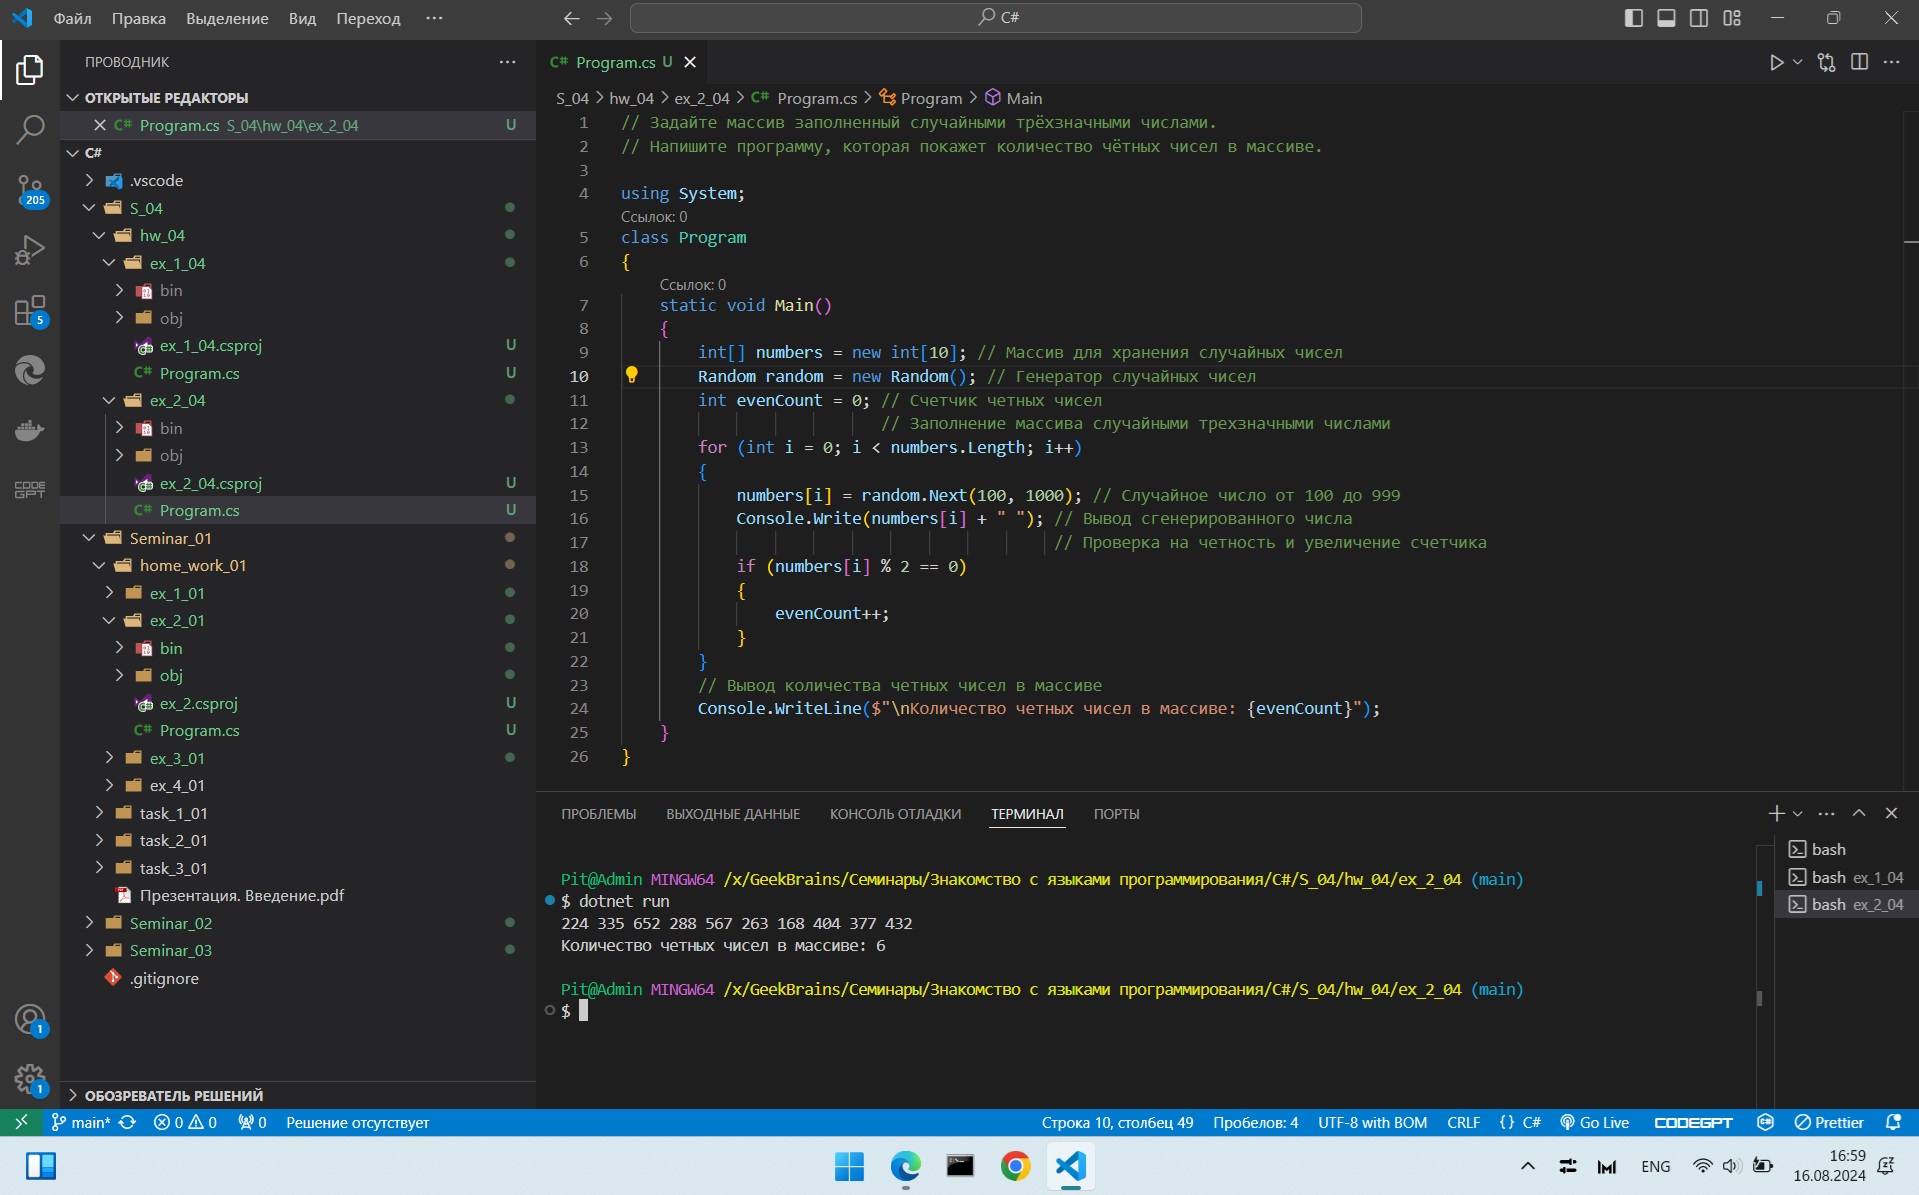 Файл Правка Выделение Вид Переход ··· C#
ПРОВОДНИК
ОТКРЫТЫЕ РЕДАКТОРЫ
Program.cs S_04\hw_04\ex_2_04 U
C#
.vscode
S_04
hw_04
ex_1_04
bin
obj
ex_1_04.csproj U
Program.cs U
ex_2_04
bin
obj
ex_2_04.csproj U
Program.cs U
Seminar_01
home_work_01
ex_1_01
ex_2_01
bin
obj
ex_2.csproj U
Program.cs U
ex_3_01
ex_4_01
task_1_01
task_2_01
task_3_01
Презентация. Введение.pdf
Seminar_02
Seminar_03
.gitignore
ОБОЗРЕВАТЕЛЬ РЕШЕНИЙ
205
5
CODE GPT
1
1
Program.cs U
S_04 > hw_04 > ex_2_04 > Program.cs > Program > Main
1 // Задайте массив заполненный случайными трёхзначными числами.
2 // Напишите программу, которая покажет количество чётных чисел в массиве.
3
4 using System;
Ссылок: 0
5 class Program
6 {
Ссылок: 0
7 static void Main()
8 {
9 int[] numbers = new int[10]; // Массив для хранения случайных чисел
10 Random random = new Random(); // Генератор случайных чисел
11 int evenCount = 0; // Счетчик четных чисел
12 // Заполнение массива случайными трехзначными числами
13 for (int i = 0; i < numbers.Length; i++)
14 {
15 numbers[i] = random.Next(100, 1000); // Случайное число от 100 до 999
16 Console.Write(numbers[i] + " "); // Вывод сгенерированного числа
17 // Проверка на четность и увеличение счетчика
18 if (numbers[i] % 2 == 0)
19 {
20 evenCount++;
21 }
22 }
23 // Вывод количества четных чисел в массиве
24 Console.WriteLine($"\nКоличество четных чисел в массиве: {evenCount}");
25 }
26 }
ПРОБЛЕМЫ ВЫХОДНЫЕ ДАННЫЕ КОНСОЛЬ ОТЛАДКИ ТЕРМИНАЛ ПОРТЫ
Pit@Admin MINGW64 /x/GeekBrains/Семинары/Знакомство с языками программирования/C#/S_04/hw_04/ex_2_04 (main)
$ dotnet run
224 335 652 288 567 263 168 404 377 432
Количество четных чисел в массиве: 6
Pit@Admin MINGW64 /x/GeekBrains/Семинары/Знакомство с языками программирования/C#/S_04/hw_04/ex_2_04 (main)
$
bash
bash ex_1_04
bash ex_2_04
main* 0 0 0 Решение отсутствует Строка 10, столбец 49 Пробелов: 4 UTF-8 with BOM CRLF {} C# Go Live CODEGPT Prettier
ENG 16:59
16.08.2024